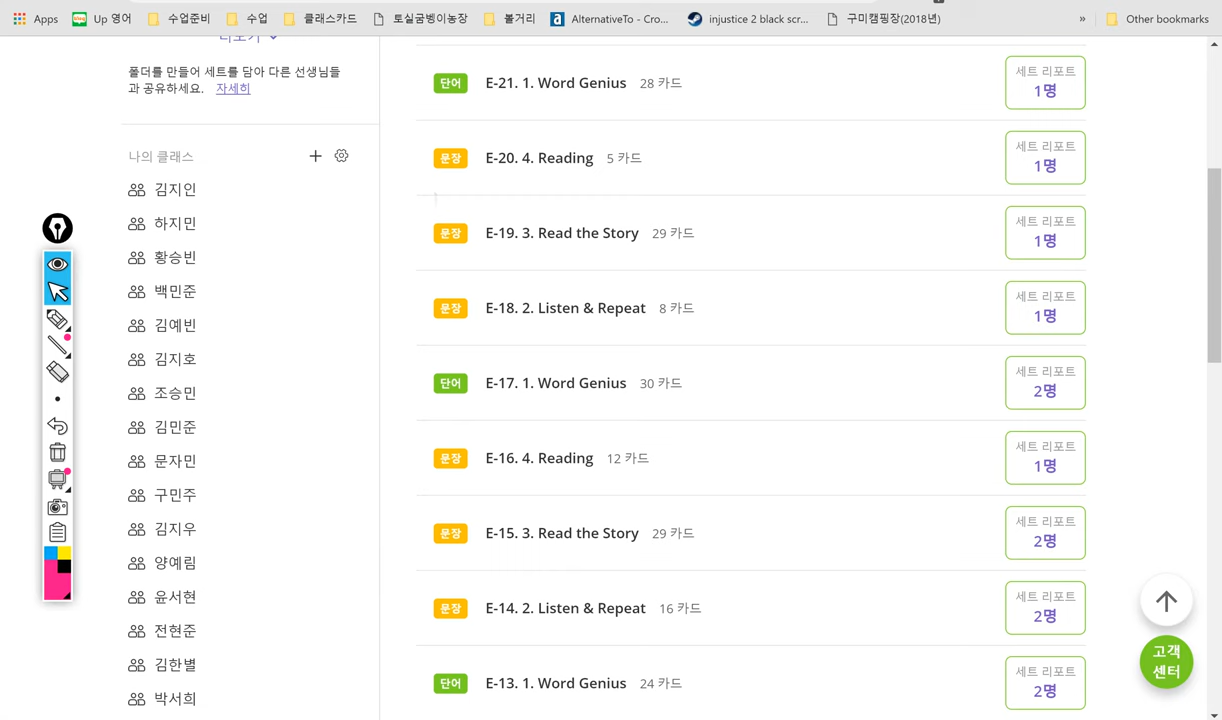 Apps
Up 영어
수업준비
수업
클래스카드
토실굼벵이농장
볼거리
AlternativeTo - Cro...
injustice 2 black scr...
구미캠핑장(2018년)
»
Other bookmarks
더보기
폴더를 만들어 세트를 담아 다른 선생님들
과 공유하세요. 자세히
나의 클래스
김지인
하지민
황승빈
백민준
김예빈
김지호
조승민
김민준
문자민
구민주
김지우
양예림
윤서현
전현준
김한별
박서희
단어 E-21. 1. Word Genius 28 카드 세트 리포트
1명
문장 E-20. 4. Reading 5 카드 세트 리포트
1명
문장 E-19. 3. Read the Story 29 카드 세트 리포트
1명
문장 E-18. 2. Listen & Repeat 8 카드 세트 리포트
1명
단어 E-17. 1. Word Genius 30 카드 세트 리포트
2명
문장 E-16. 4. Reading 12 카드 세트 리포트
1명
문장 E-15. 3. Read the Story 29 카드 세트 리포트
2명
문장 E-14. 2. Listen & Repeat 16 카드 세트 리포트
2명
단어 E-13. 1. Word Genius 24 카드 세트 리포트
2명
고객
센터